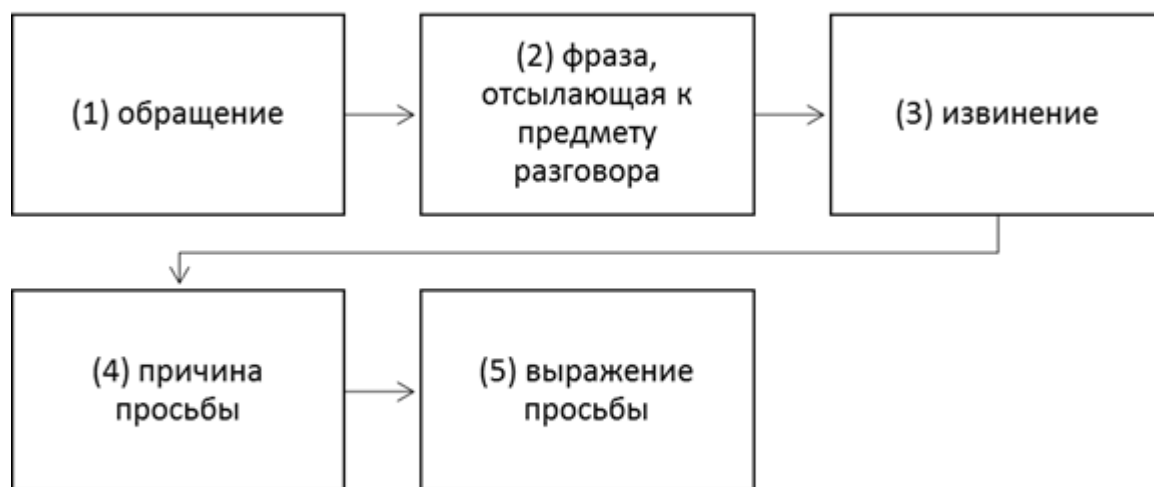 (1) обращение
(2) фраза,
отсылающая к
предмету
разговора
(3) извинение
(4) причина
просьбы
(5) выражение
просьбы